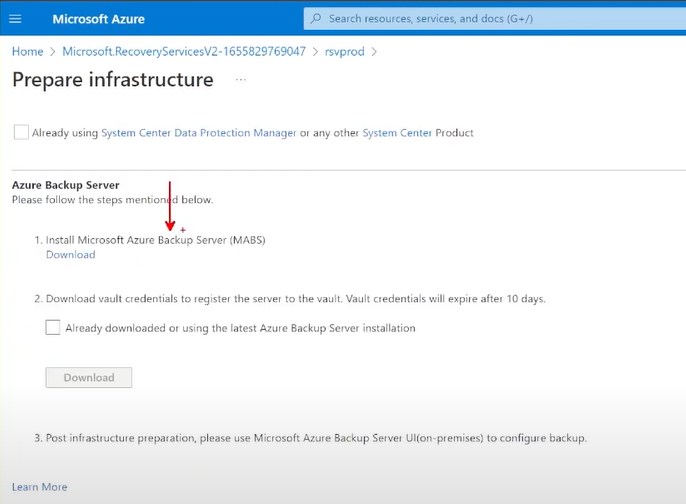 Microsoft Azure
Search resources, services, and docs (G+/)
Home > Microsoft.RecoveryServicesV2-1655829769047 > rsvprod >
Prepare infrastructure ...
Already using System Center Data Protection Manager or any other System Center Product
Azure Backup Server
Please follow the steps mentioned below.
1. Install Microsoft Azure Backup Server (MABS)
Download
2. Download vault credentials to register the server to the vault. Vault credentials will expire after 10 days.
Already downloaded or using the latest Azure Backup Server installation
Download
3. Post infrastructure preparation, please use Microsoft Azure Backup Server UI(on-premises) to configure backup.
Learn More